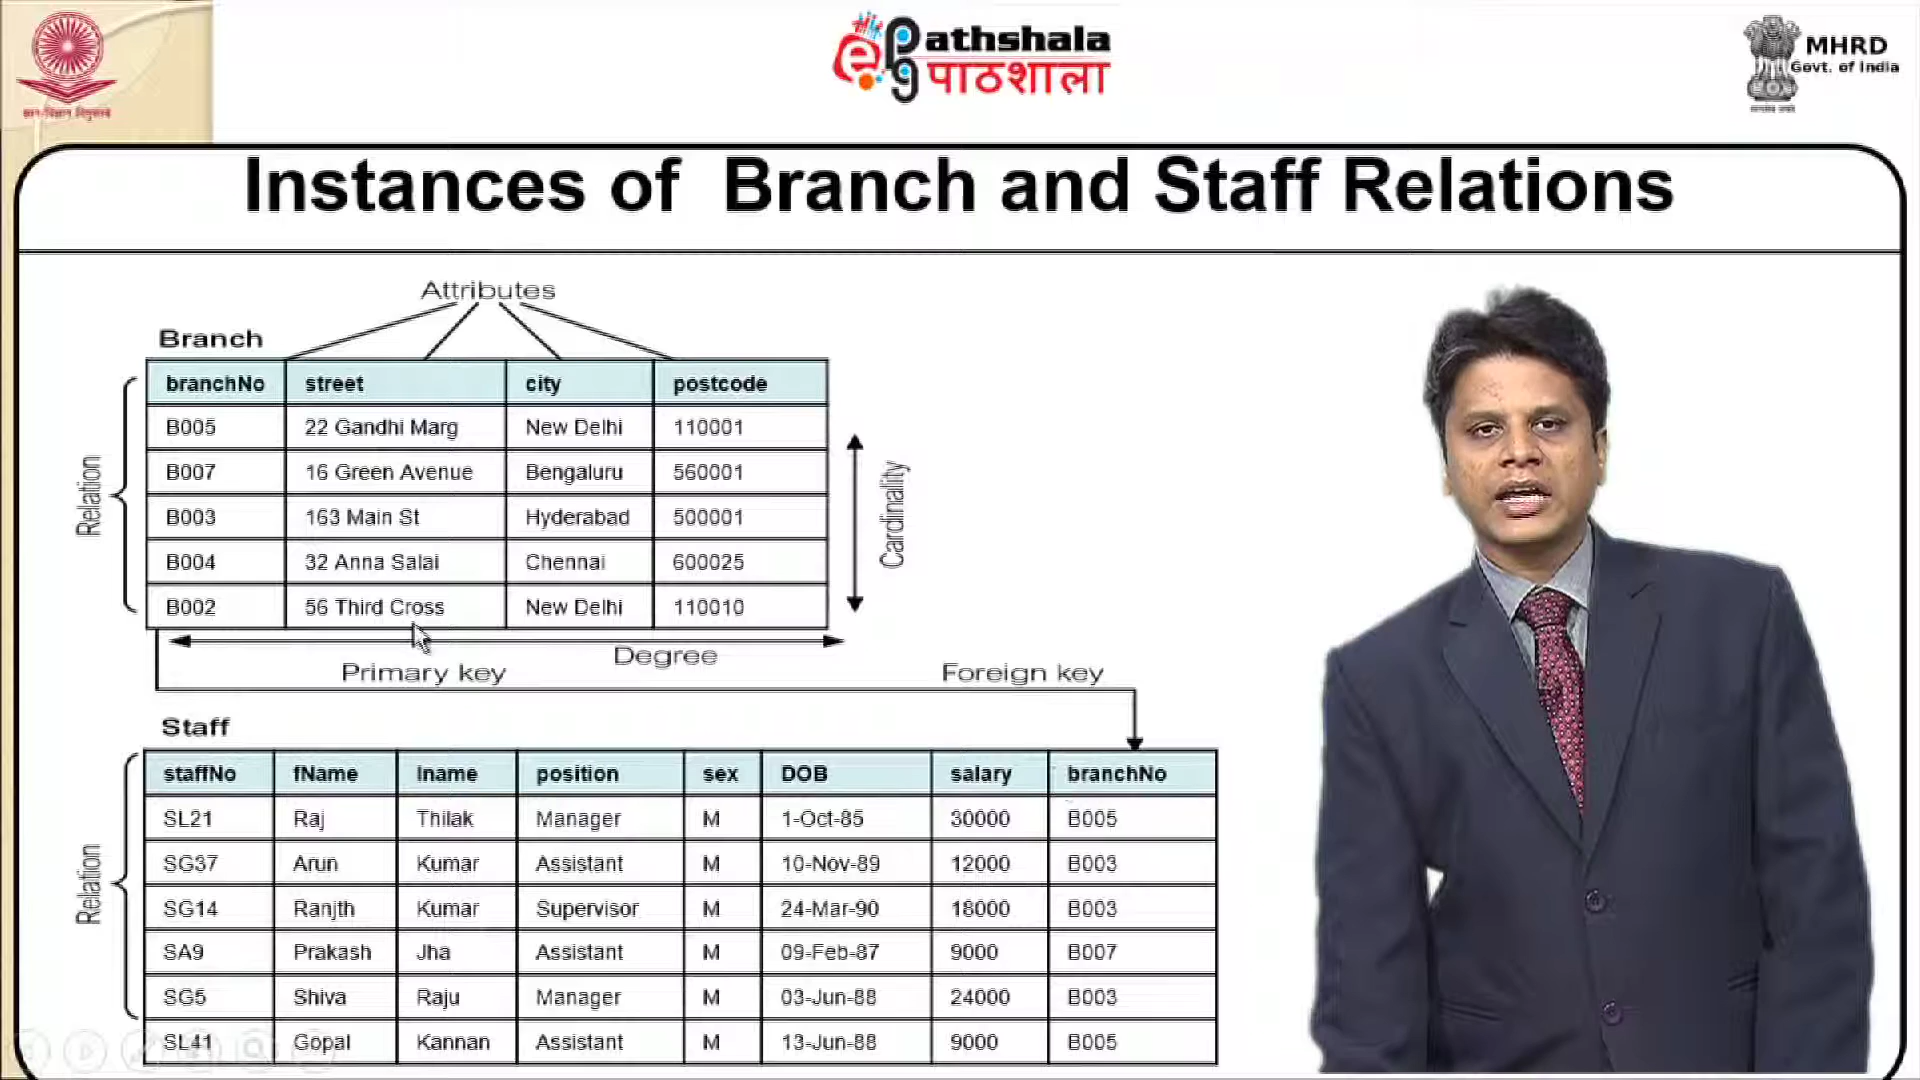 ज्ञान-विज्ञान विमुक्तये
ePg Pathshala
पाठशाला
MHRD
Govt. of India
Instances of Branch and Staff Relations
Attributes
Branch
branchNo street city postcode
B005 22 Gandhi Marg New Delhi 110001
B007 16 Green Avenue Bengaluru 560001
B003 163 Main St Hyderabad 500001
B004 32 Anna Salai Chennai 600025
B002 56 Third Cross New Delhi 110010
Relation
Cardinality
Degree
Primary key
Foreign key
Staff
staffNo fName lname position sex DOB salary branchNo
SL21 Raj Thilak Manager M 1-Oct-85 30000 B005
SG37 Arun Kumar Assistant M 10-Nov-89 12000 B003
SG14 Ranjth Kumar Supervisor M 24-Mar-90 18000 B003
SA9 Prakash Jha Assistant M 09-Feb-87 9000 B007
SG5 Shiva Raju Manager M 03-Jun-88 24000 B003
SL41 Gopal Kannan Assistant M 13-Jun-88 9000 B005
Relation